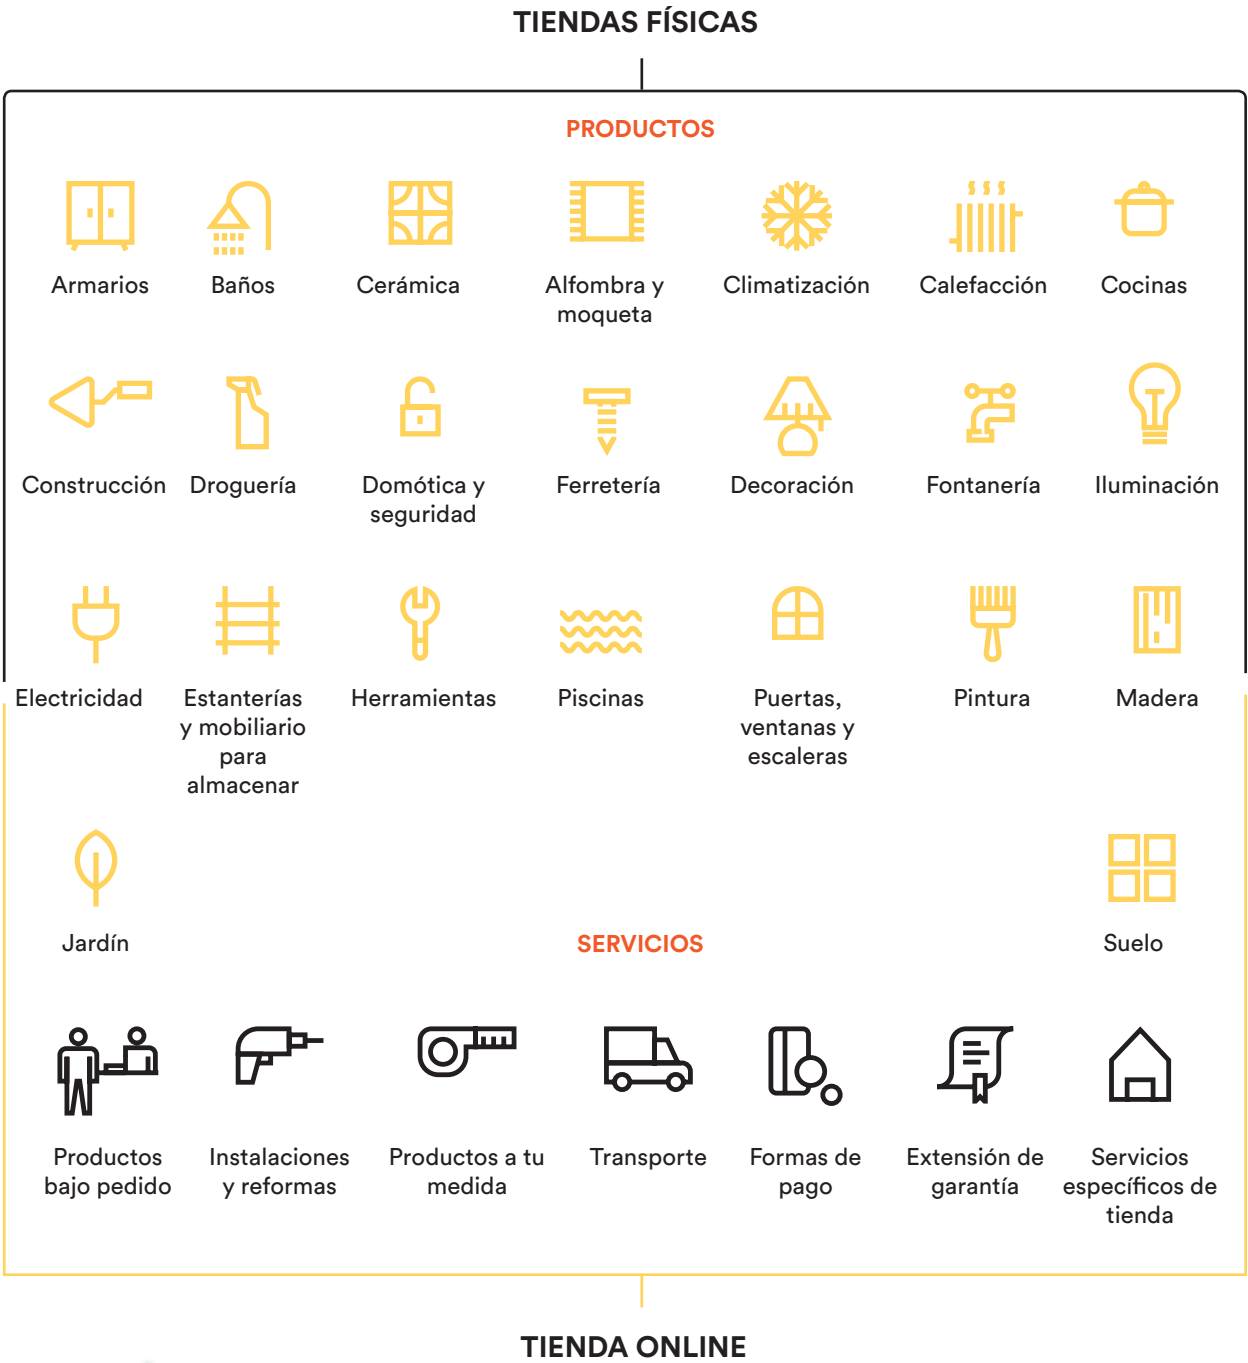 TIENDAS FÍSICAS
PRODUCTOS
Armarios
Baños
Cerámica
Alfombra y
moqueta
Climatización
Calefacción
Cocinas
Construcción
Droguería
Domótica y
seguridad
Ferretería
Decoración
Fontanería
Iluminación
Electricidad
Estanterías
y mobiliario
para
almacenar
Herramientas
Piscinas
Puertas,
ventanas y
escaleras
Pintura
Madera
Jardín
Suelo
SERVICIOS
Productos
bajo pedido
Instalaciones
y reformas
Productos a tu
medida
Transporte
Formas de
pago
Extensión de
garantía
Servicios
específicos de
tienda
TIENDA ONLINE